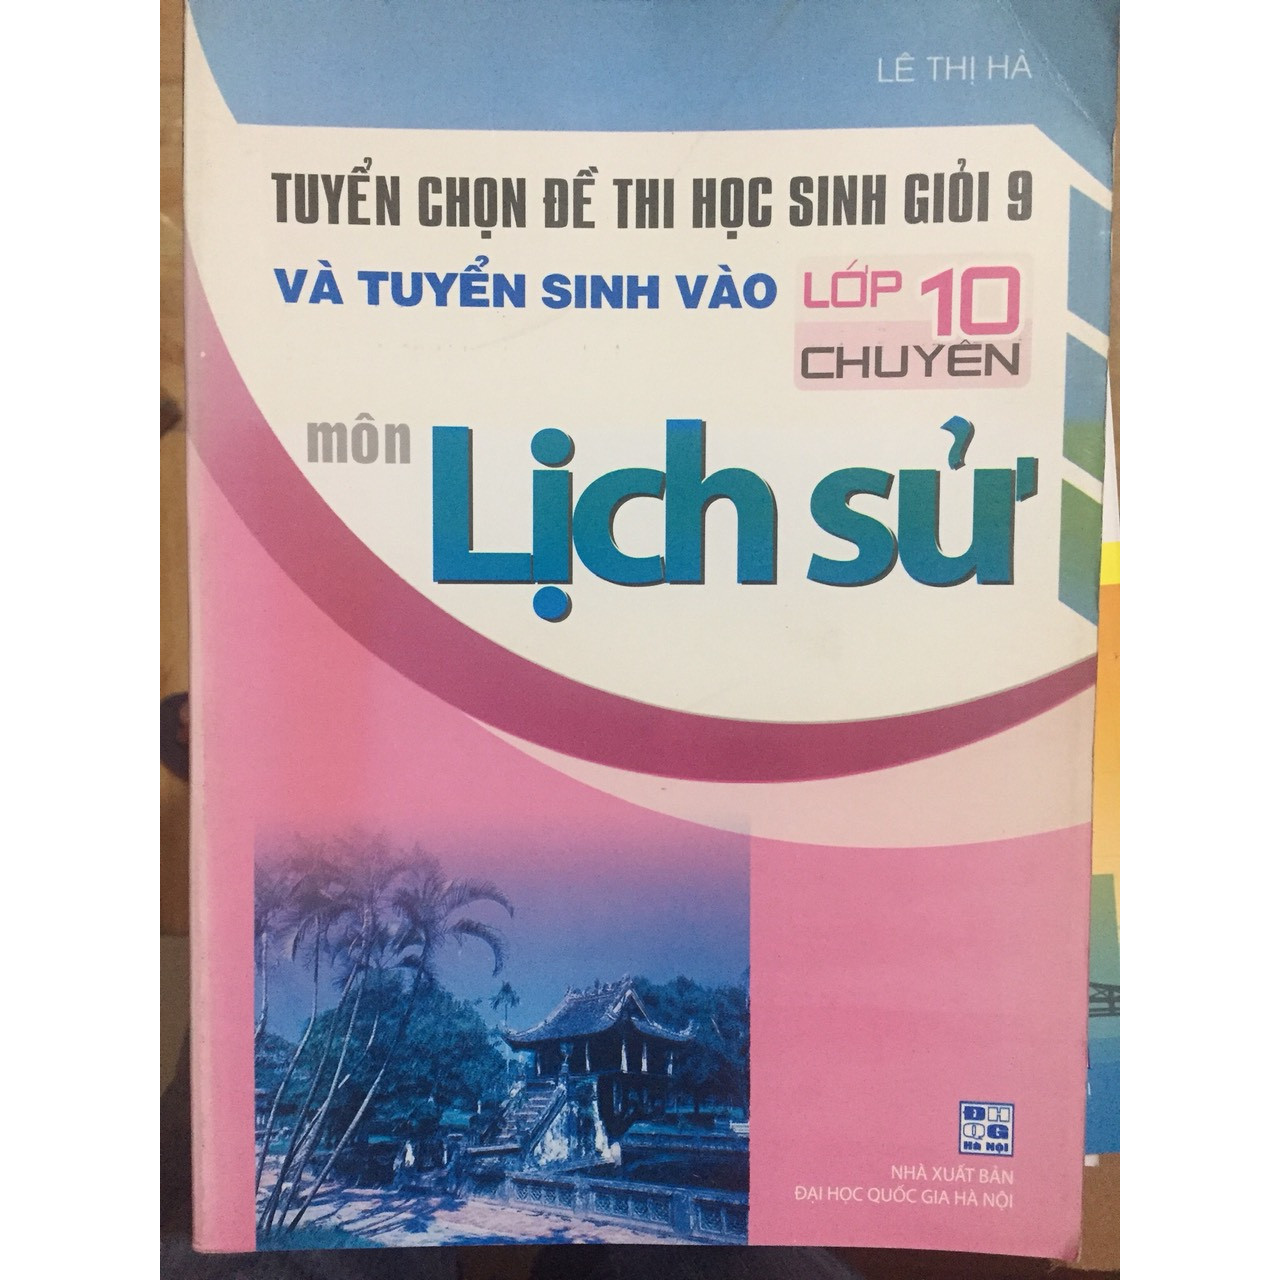 LÊ THỊ HÀ
TUYỂN CHỌN ĐỀ THI HỌC SINH GIỎI 9
VÀ TUYỂN SINH VÀO LỚP 10
CHUYÊN
môn Lịch sử
ĐH
QG
Hà Nội
NHÀ XUẤT BẢN
ĐẠI HỌC QUỐC GIA HÀ NỘI